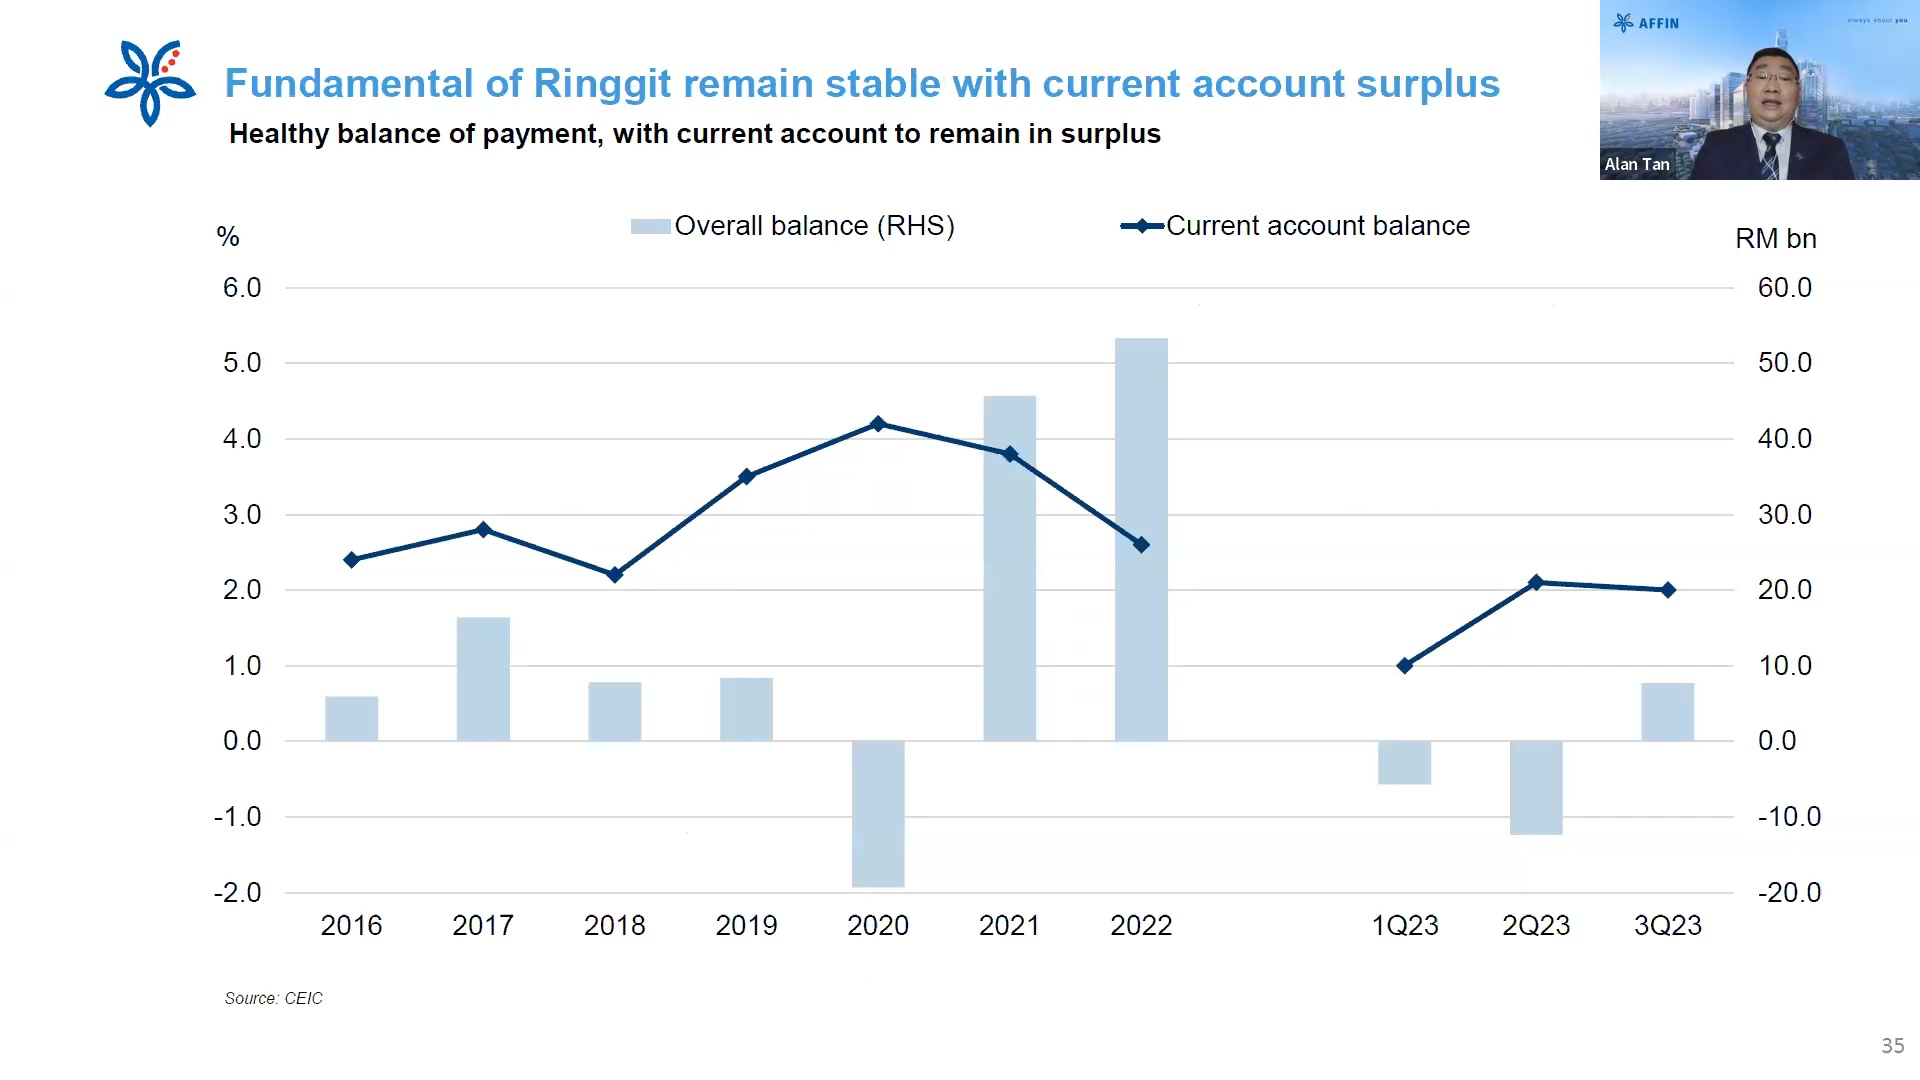 AFFIN
always about you
Alan Tan
Fundamental of Ringgit remain stable with current account surplus
Healthy balance of payment, with current account to remain in surplus
Overall balance (RHS)
Current account balance
%
RM bn
6.0
60.0
5.0
50.0
4.0
40.0
3.0
30.0
2.0
20.0
1.0
10.0
0.0
0.0
-1.0
-10.0
-2.0
-20.0
2016 2017 2018 2019 2020 2021 2022 1Q23 2Q23 3Q23
Source: CEIC
35